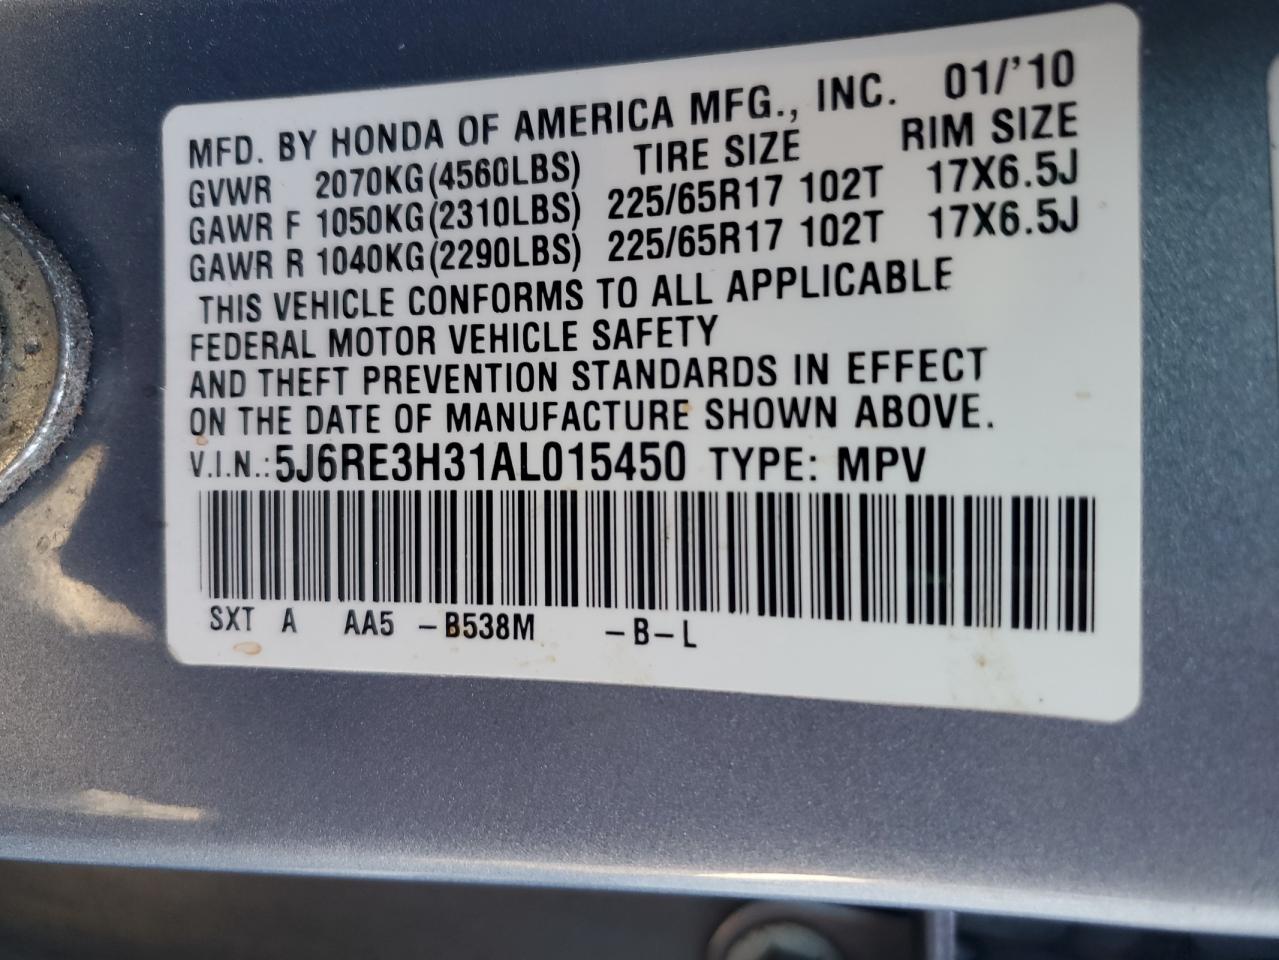 MFD. BY HONDA OF AMERICA MFG., INC. 01/'10
GVWR 2070KG(4560LBS) TIRE SIZE RIM SIZE
GAWR F 1050KG(2310LBS) 225/65R17 102T 17X6.5J
GAWR R 1040KG(2290LBS) 225/65R17 102T 17X6.5J
THIS VEHICLE CONFORMS TO ALL APPLICABLE
FEDERAL MOTOR VEHICLE SAFETY
AND THEFT PREVENTION STANDARDS IN EFFECT
ON THE DATE OF MANUFACTURE SHOWN ABOVE.
V.I.N.: 5J6RE3H31AL015450 TYPE: MPV
SXT A AA5 -B538M -B-L